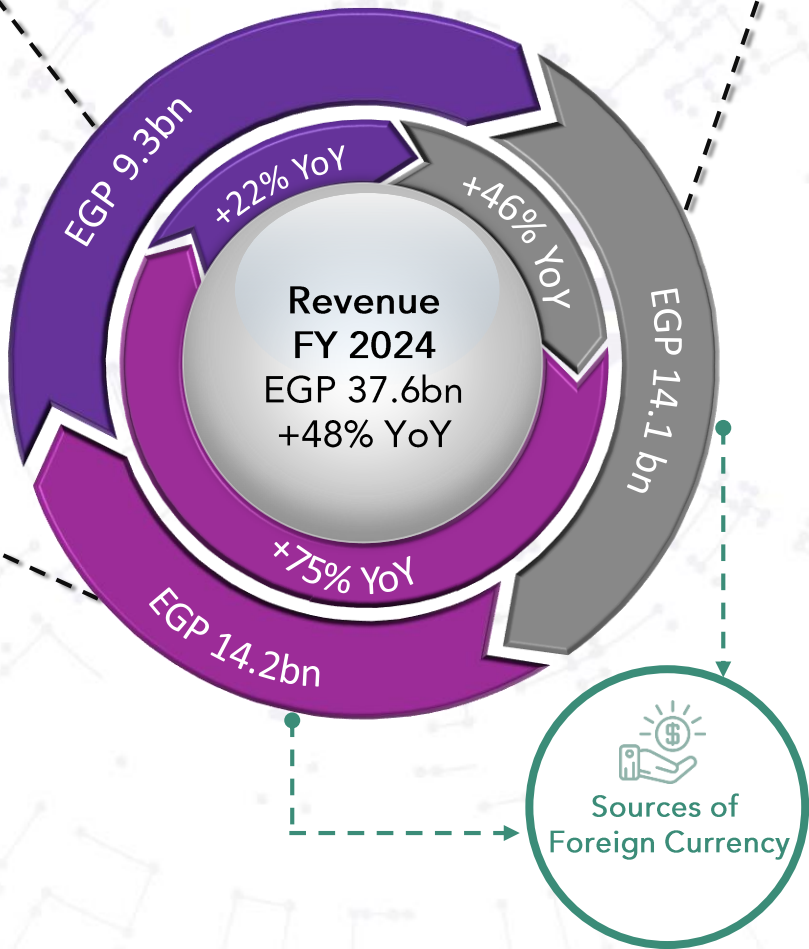 EGP 9.3bn
+22% YoY
+46% YoY
EGP 14.1 bn
Revenue
FY 2024
EGP 37.6bn
+48% YoY
+75% YoY
EGP 14.2bn
$
Sources of
Foreign Currency